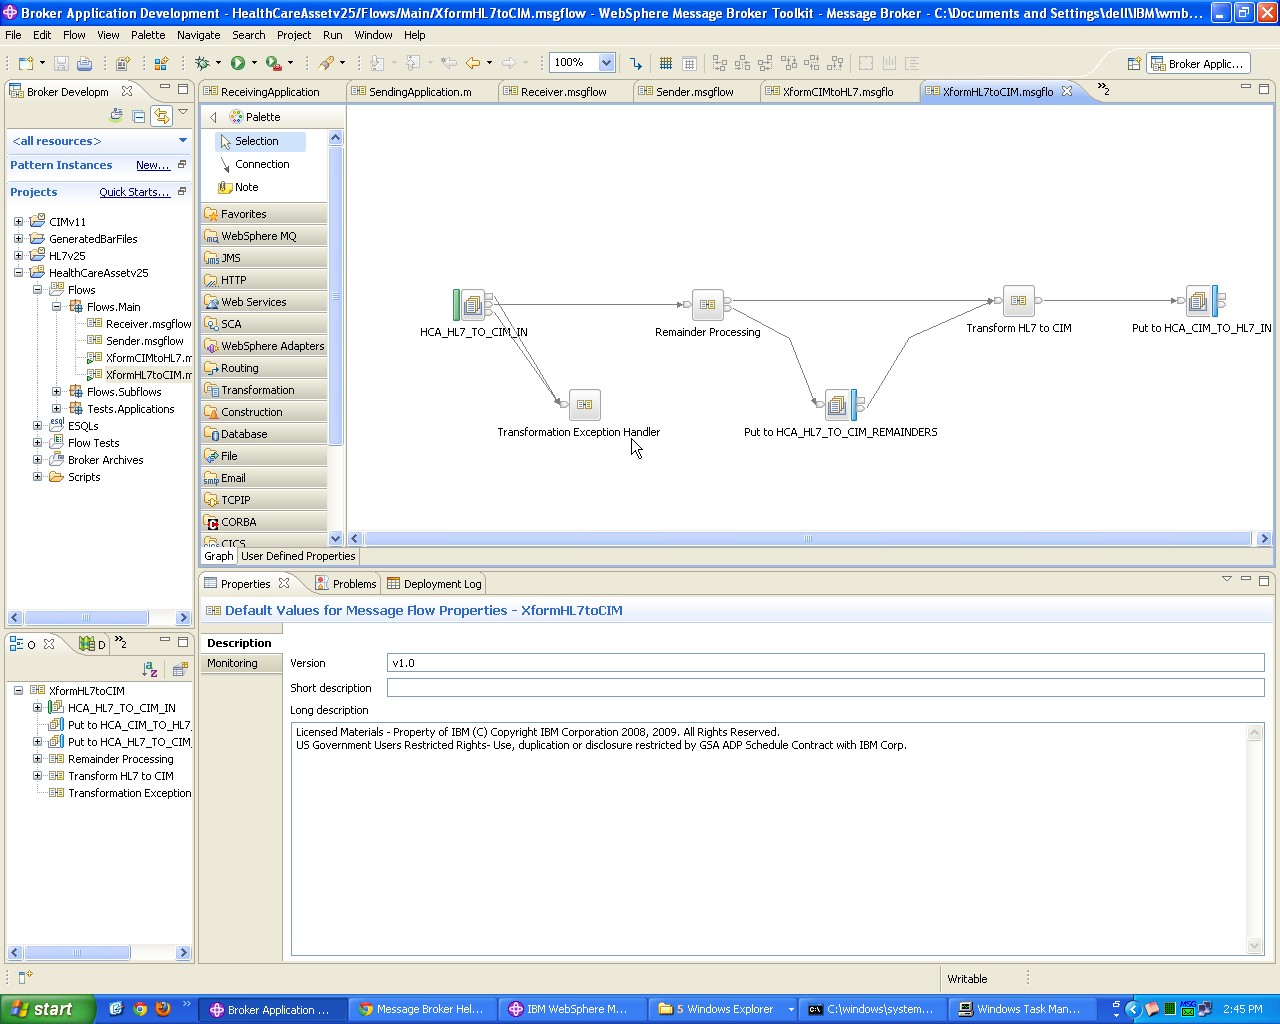 Broker Application Development - HealthCareAssetv25/Flows/Main/XformHL7toCIM.msgflow - WebSphere Message Broker Toolkit - Message Broker - C:\Documents and Settings\dell\IBM\wmb...
File Edit Flow View Palette Navigate Search Project Run Window Help
100%
Broker Applic...
Broker Developm
<all resources>
Pattern Instances New...
Projects Quick Starts...
CIMv11
GeneratedBarFiles
HL7v25
HealthCareAssetv25
Flows
Flows.Main
Receiver.msgflow
Sender.msgflow
XformCIMtoHL7.m
XformHL7toCIM.m
Flows.Subflows
Tests.Applications
esql
ESQLs
Flow Tests
Broker Archives
Scripts
ReceivingApplication
SendingApplication.m
Receiver.msgflow
Sender.msgflow
XformCIMtoHL7.msgflo
XformHL7toCIM.msgflo
2
Palette
Selection
Connection
Note
Favorites
WebSphere MQ
JMS
HTTP
Web Services
SCA
WebSphere Adapters
Routing
Transformation
Construction
Database
File
Email
TCPIP
CORBA
CICS
HCA_HL7_TO_CIM_IN
Remainder Processing
Transform HL7 to CIM
Put to HCA_CIM_TO_HL7_IN
Transformation Exception Handler
Put to HCA_HL7_TO_CIM_REMAINDERS
Graph
User Defined Properties
O
D
2
XformHL7toCIM
HCA_HL7_TO_CIM_IN
Put to HCA_CIM_TO_HL7_
Put to HCA_HL7_TO_CIM_
Remainder Processing
Transform HL7 to CIM
Transformation Exception
Properties
Problems
Deployment Log
Default Values for Message Flow Properties - XformHL7toCIM
Description
Monitoring
Version
v1.0
Short description
Long description
Licensed Materials - Property of IBM (C) Copyright IBM Corporation 2008, 2009. All Rights Reserved.
US Government Users Restricted Rights- Use, duplication or disclosure restricted by GSA ADP Schedule Contract with IBM Corp.
Writable
start
Broker Application ...
Message Broker Hel...
IBM WebSphere M...
5 Windows Explorer
C:\windows\system...
Windows Task Man...
5
MSG
2:45 PM